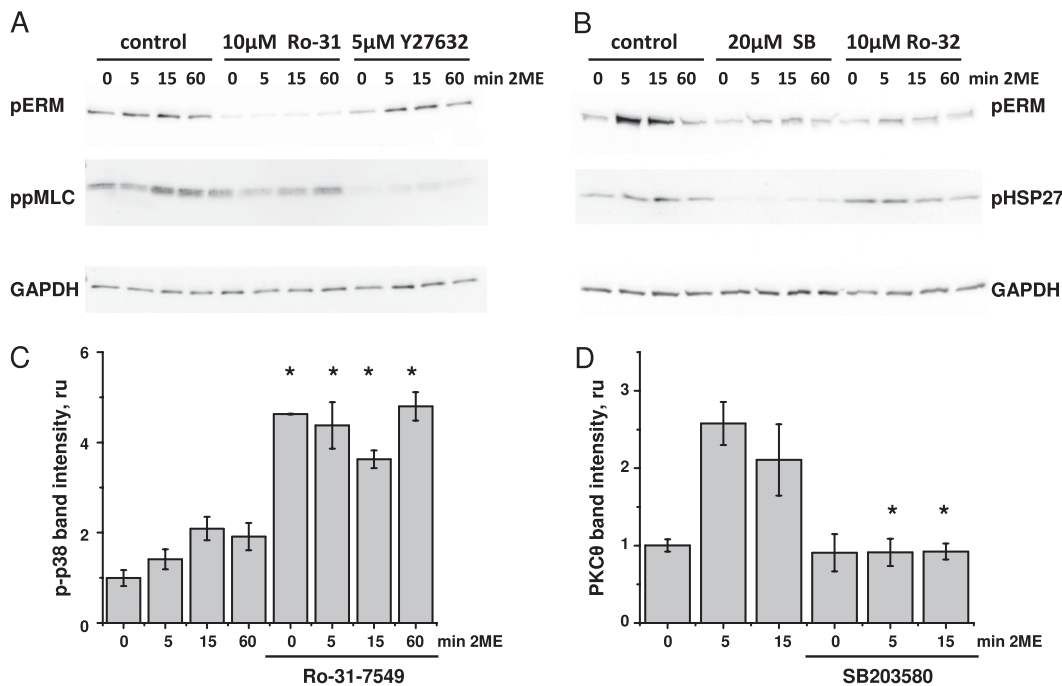 A
control 10µM Ro-31 5µM Y27632
0 5 15 60 0 5 15 60 0 5 15 60 min 2ME
pERM
ppMLC
GAPDH
B
control 20µM SB 10µM Ro-32
0 5 15 60 0 5 15 60 0 5 15 60 min 2ME
pERM
pHSP27
GAPDH
C
p-p38 band intensity, ru
6
4
2
0
* * * *
0 5 15 60 0 5 15 60 min 2ME
Ro-31-7549
D
PKCθ band intensity, ru
3
2
1
0
* *
0 5 15 0 5 15 min 2ME
SB203580